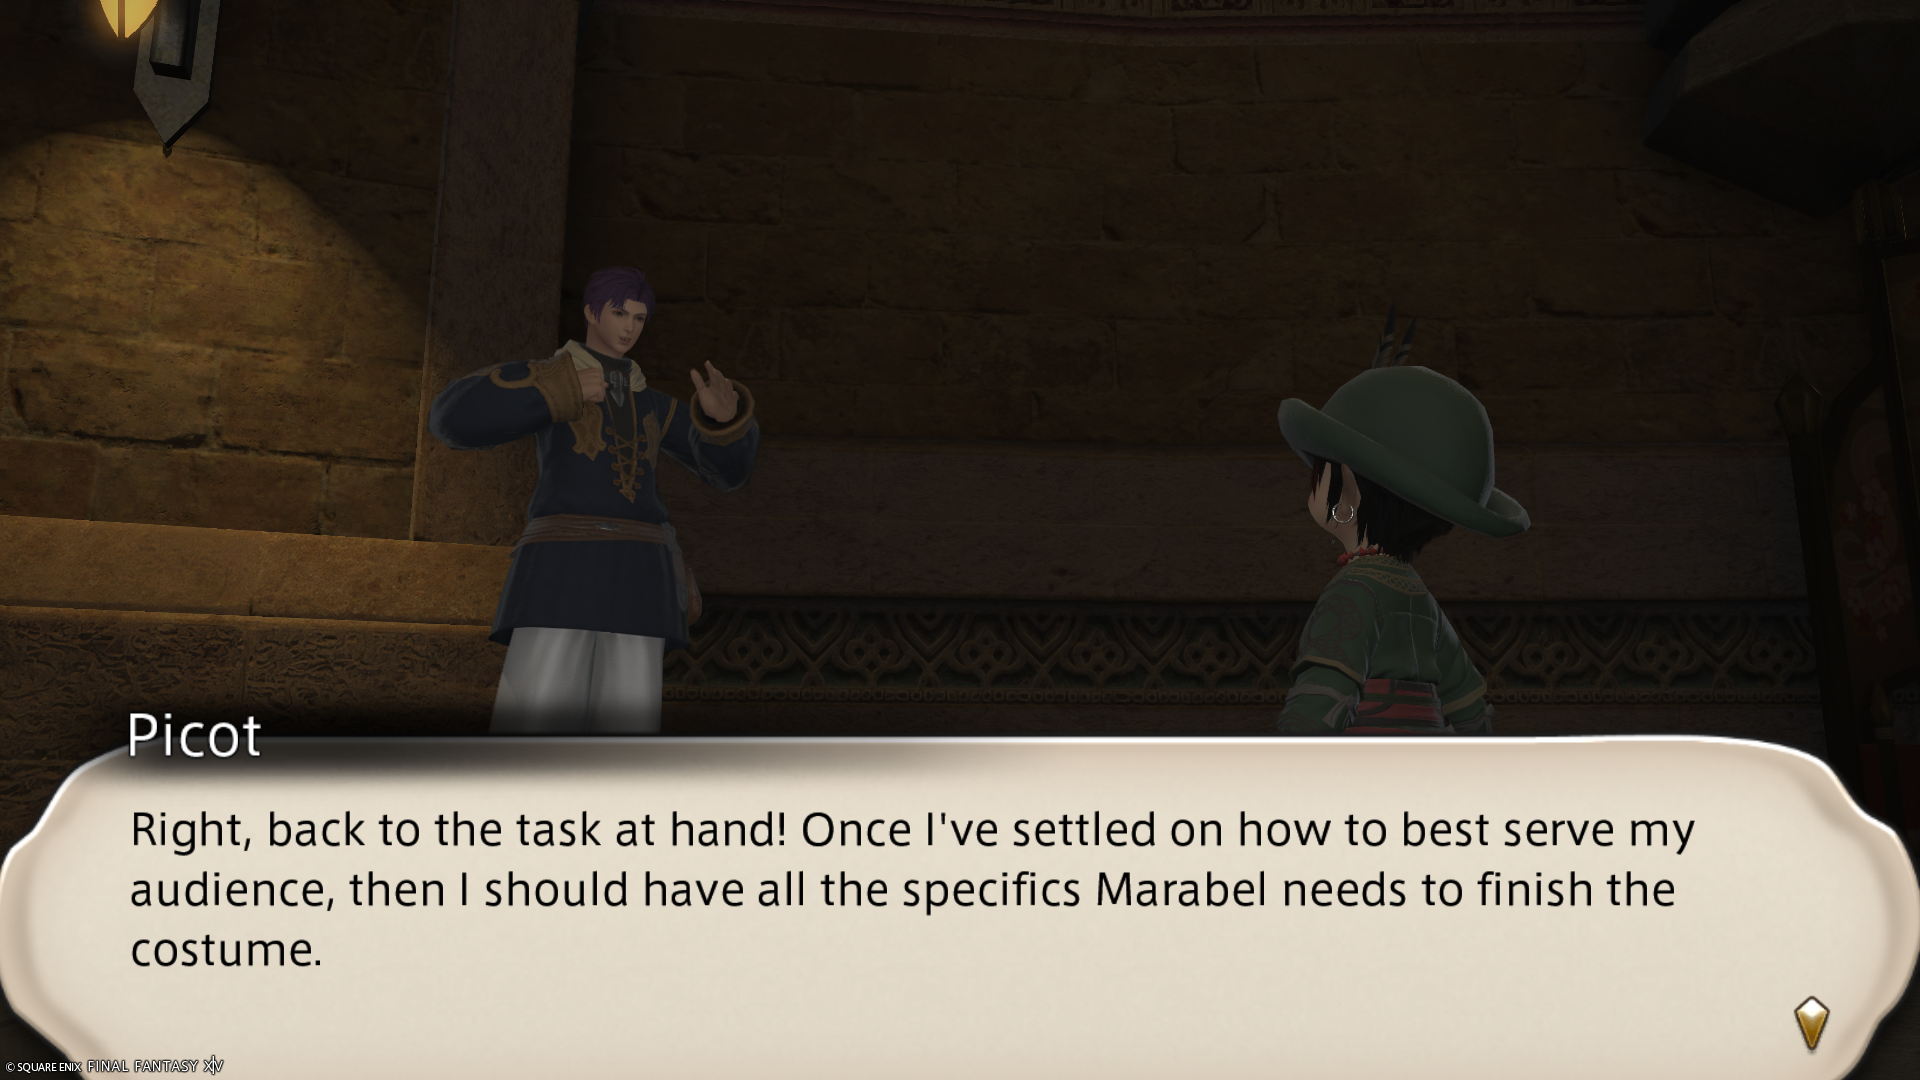 Picot
Right, back to the task at hand! Once I've settled on how to best serve my
audience, then I should have all the specifics Marabel needs to finish the
costume.
© SQUARE ENIX FINAL FANTASY XIV